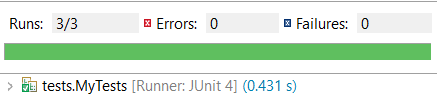 Runs: 3/3 Errors: 0 Failures: 0
tests.MyTests [Runner: JUnit 4] (0.431 s)